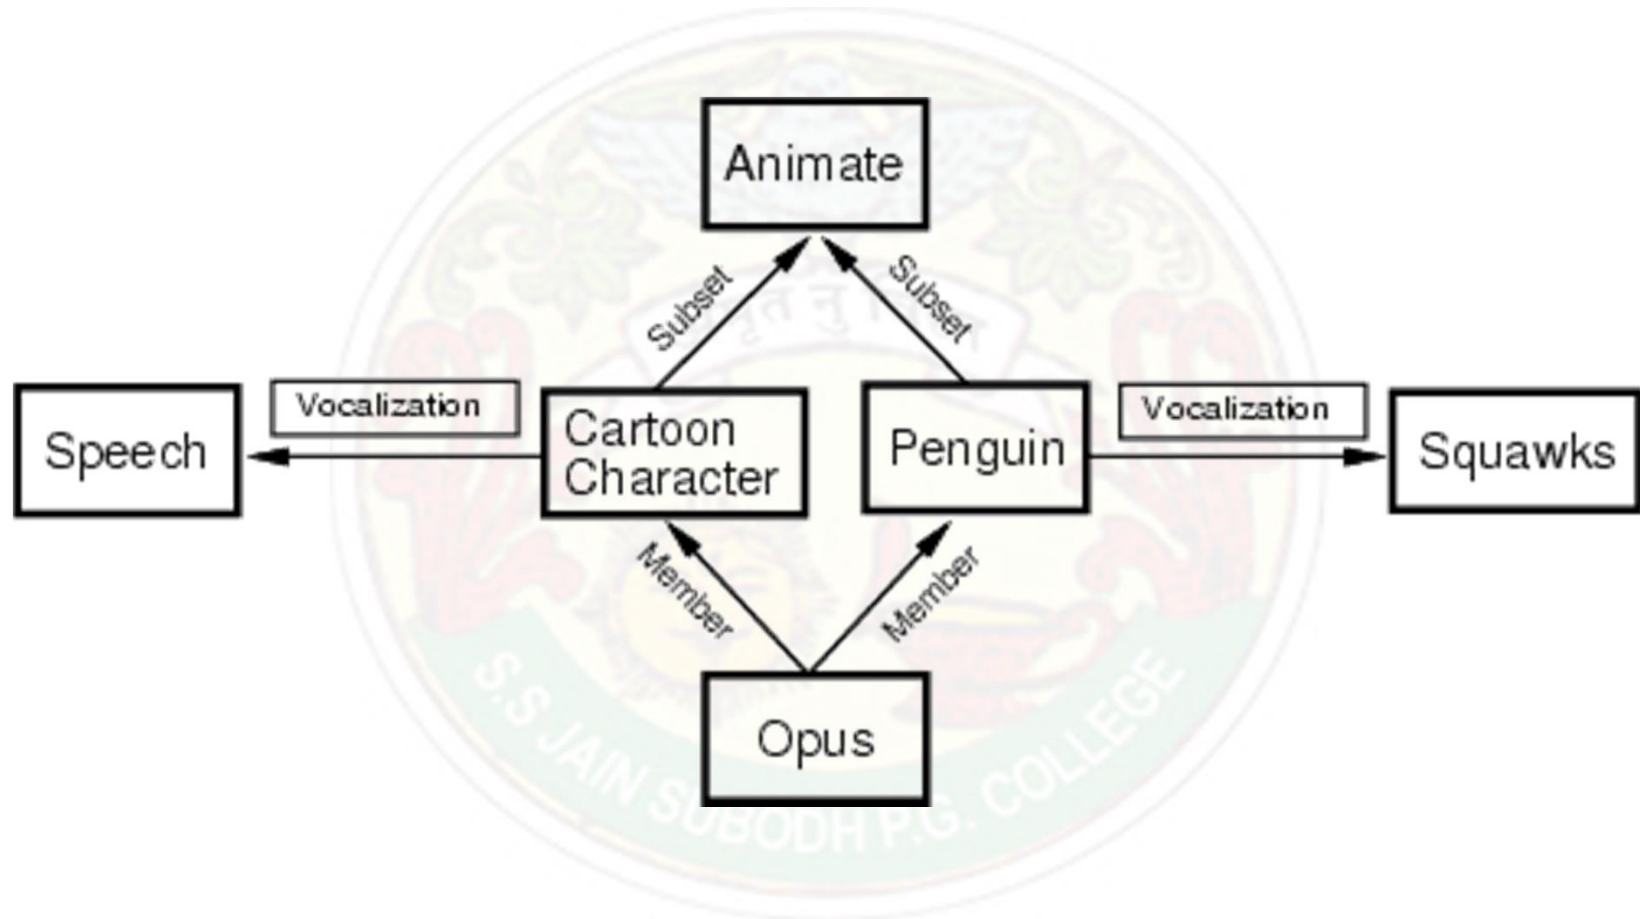 Animate
Subset
Subset
Vocalization
Vocalization
Speech
Cartoon
Character
Penguin
Squawks
Member
Member
Opus
S.S JAIN SUBODH P.G. COLLEGE